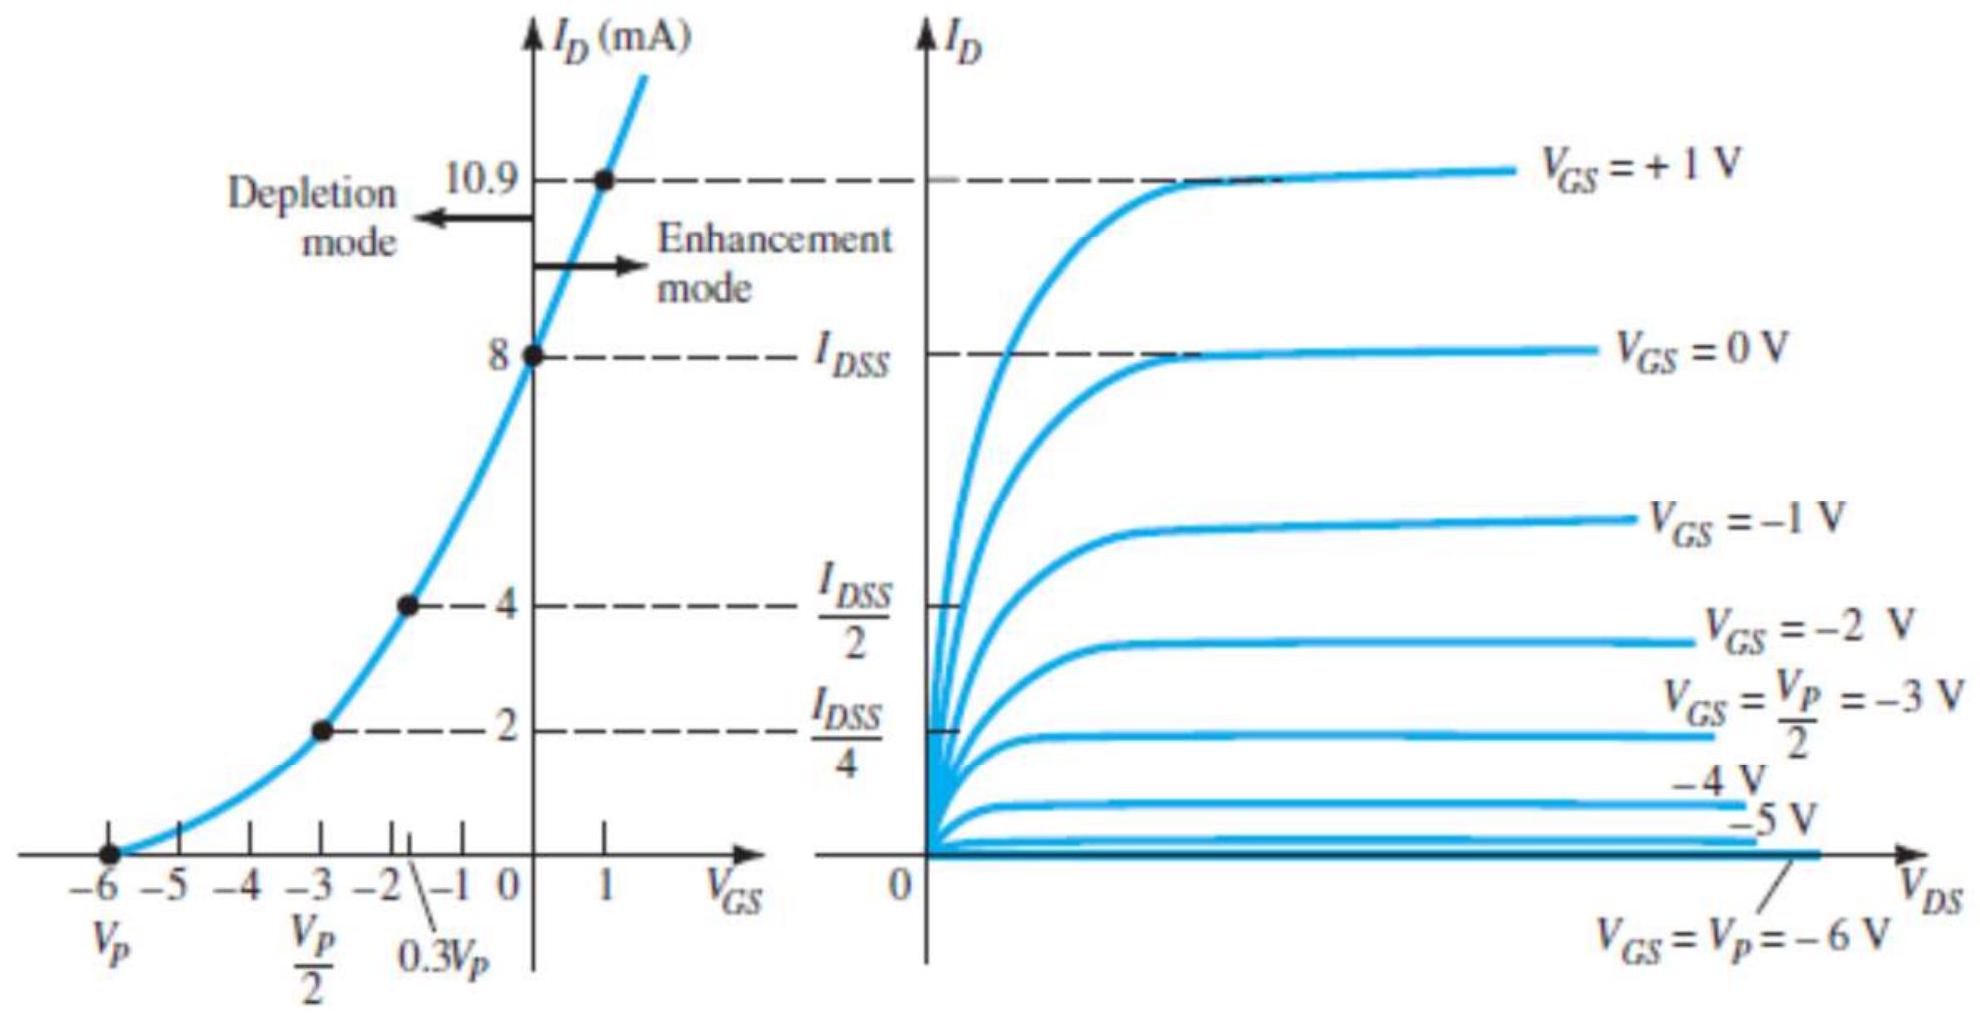 I_D (mA)
I_D
10.9
Depletion
mode
Enhancement
mode
V_GS = + 1 V
8
I_DSS
V_GS = 0 V
V_GS = –1 V
4
I_DSS
2
V_GS = –2 V
2
I_DSS
4
V_GS = V_P/2 = –3 V
–4 V
–5 V
–6 –5 –4 –3 –2 –1 0 1 V_GS
V_P
V_P
2
0.3V_P
0
V_DS
V_GS = V_P = – 6 V